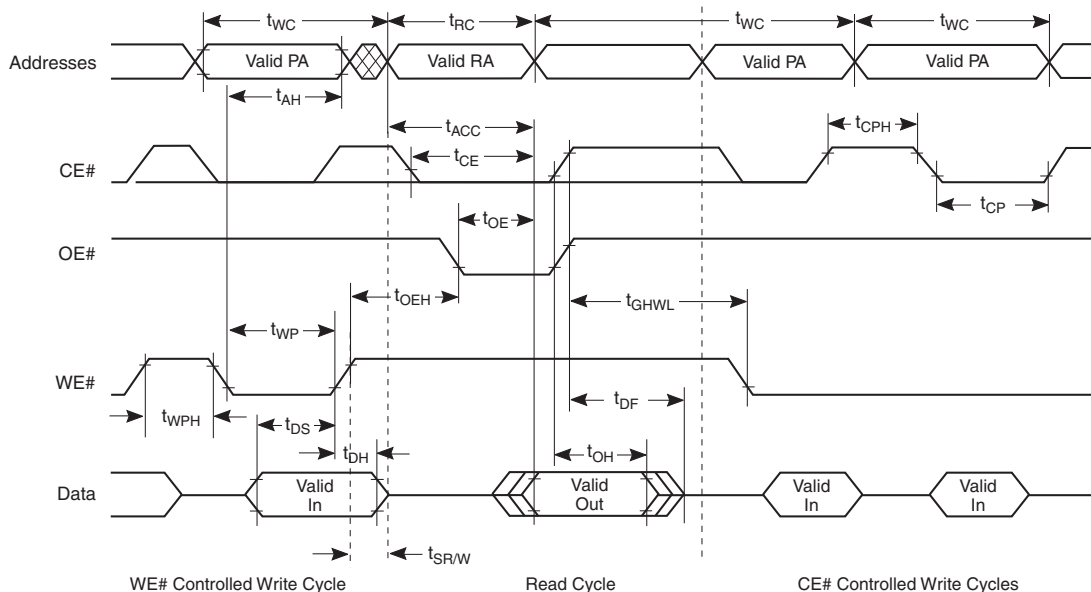 tWC tRC tWC tWC
Addresses Valid PA Valid RA Valid PA Valid PA
tAH
tACC tCPH
tCE
CE#
tOE tCP
OE#
tOEH tGHWL
tWP
WE#
tWPH tDS tDF
tDH tOH
Data Valid In Valid Out Valid In Valid In
tSR/W
WE# Controlled Write Cycle Read Cycle CE# Controlled Write Cycles